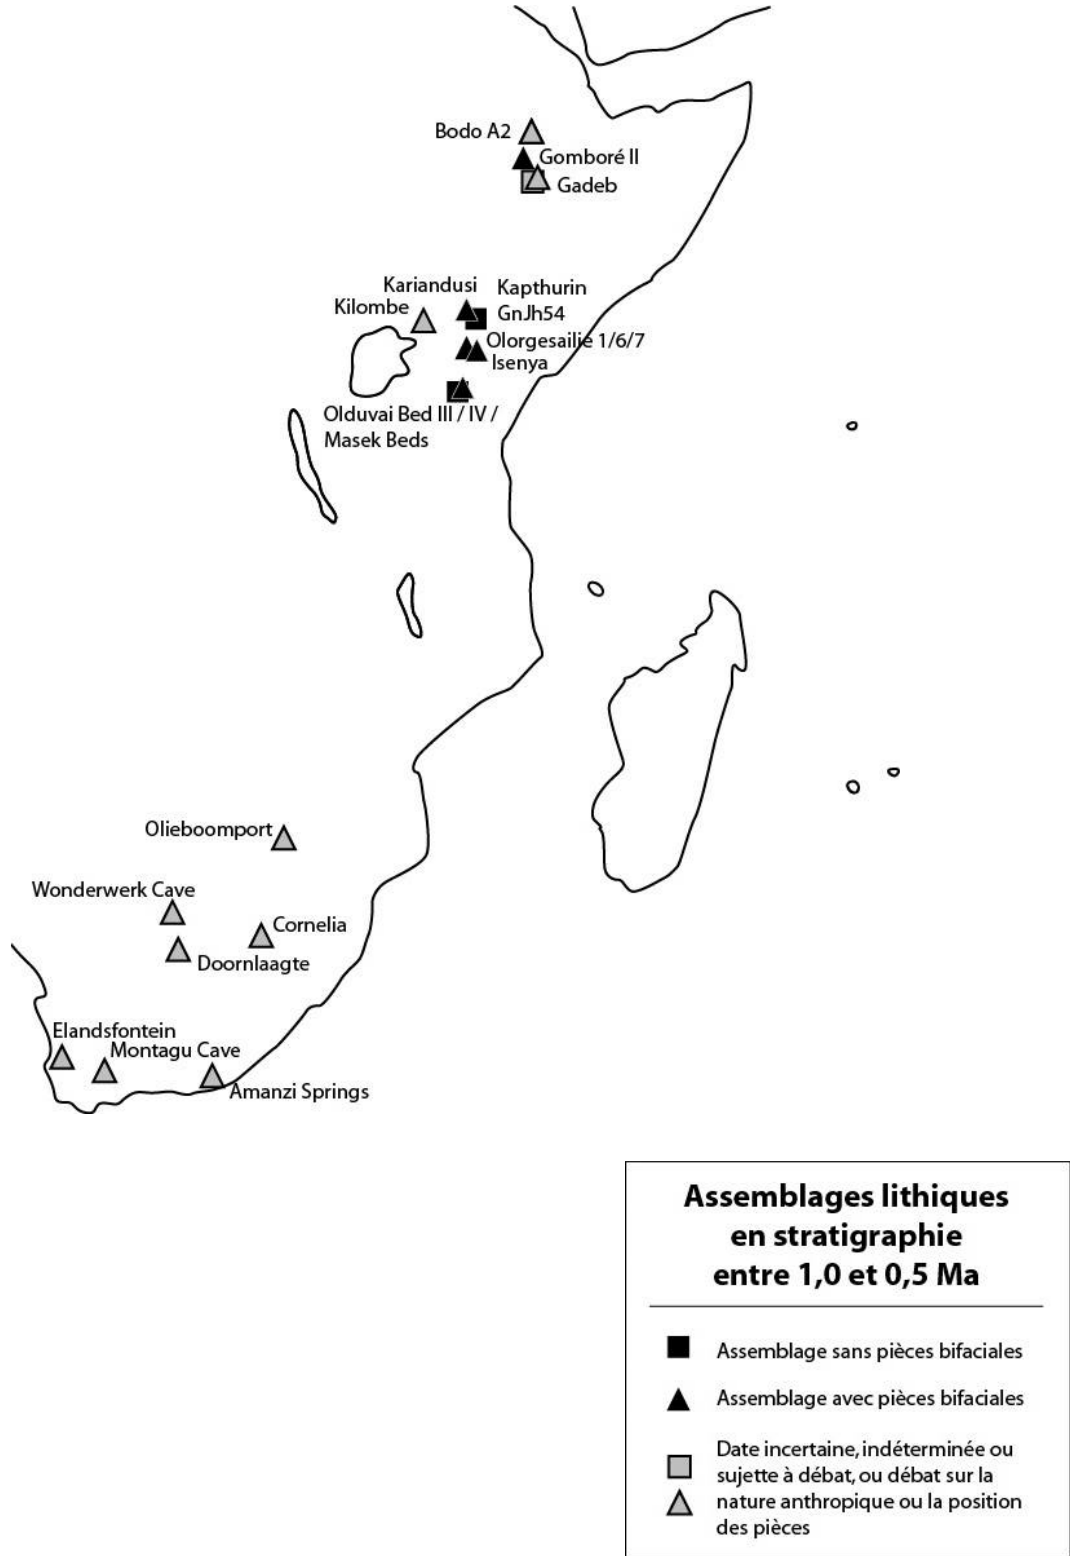 Bodo A2
Gomboré II
Gadeb
Kariandusi
Kapthurin
GnJh54
Kilombe
Olorgesailie 1/6/7
Isenya
Olduvai Bed III / IV /
Masek Beds
Olieboomport
Wonderwerk Cave
Cornelia
Doornlaagte
Elandsfontein
Montagu Cave
Amanzi Springs
Assemblages lithiques
en stratigraphie
entre 1,0 et 0,5 Ma
Assemblage sans pièces bifaciales
Assemblage avec pièces bifaciales
Date incertaine, indéterminée ou
sujette à débat, ou débat sur la
nature anthropique ou la position
des pièces